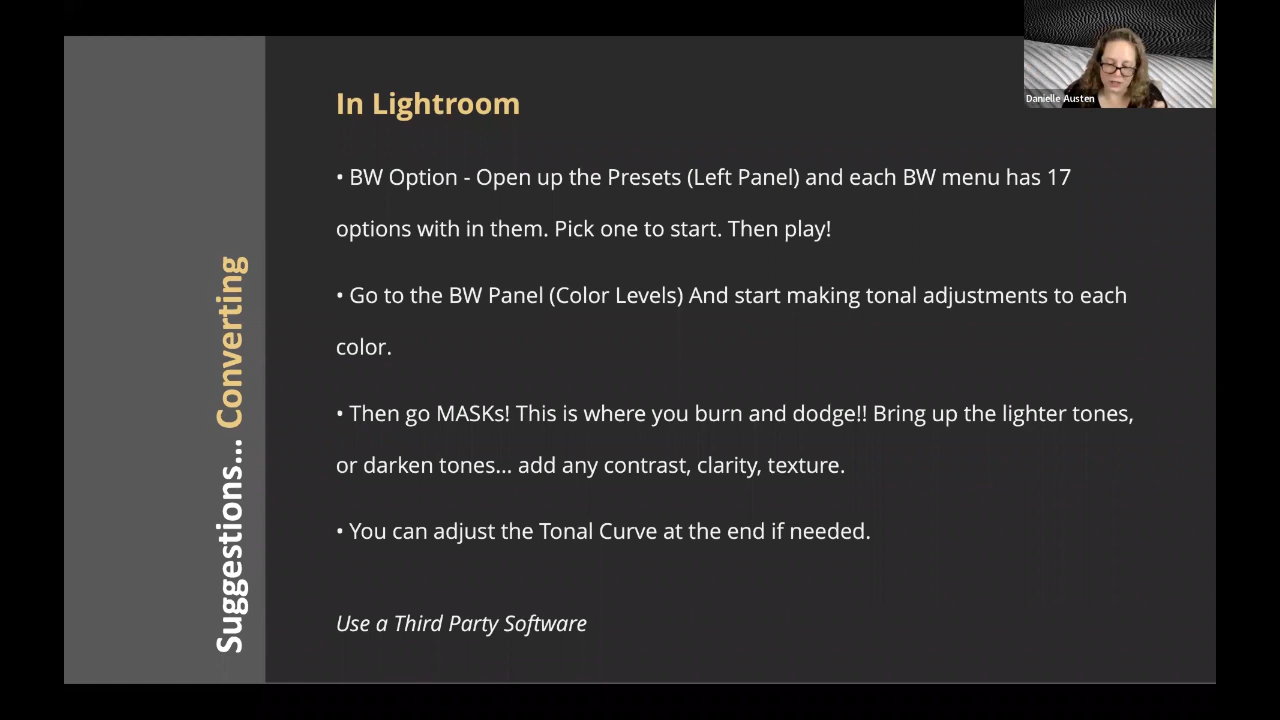 In Lightroom
• BW Option - Open up the Presets (Left Panel) and each BW menu has 17
options with in them. Pick one to start. Then play!
• Go to the BW Panel (Color Levels) And start making tonal adjustments to each
color.
• Then go MASKs! This is where you burn and dodge!! Bring up the lighter tones,
or darken tones... add any contrast, clarity, texture.
• You can adjust the Tonal Curve at the end if needed.
Use a Third Party Software
Suggestions... Converting
Danielle Austen